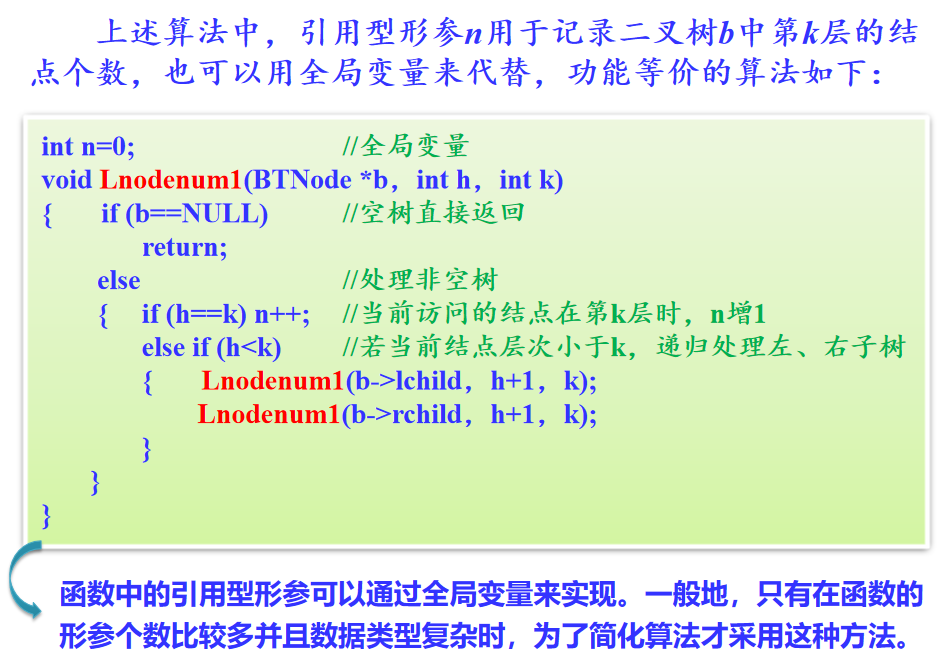 上述算法中，引用型形参n用于记录二叉树b中第k层的结
点个数，也可以用全局变量来代替，功能等价的算法如下：
int n=0; //全局变量
void Lnodenum1(BTNode *b，int h，int k)
{ if (b==NULL) //空树直接返回
return;
else //处理非空树
{ if (h==k) n++; //当前访问的结点在第k层时，n增1
else if (h<k) //若当前结点层次小于k，递归处理左、右子树
{ Lnodenum1(b->lchild，h+1，k);
Lnodenum1(b->rchild，h+1，k);
}
}
}
函数中的引用型形参可以通过全局变量来实现。一般地，只有在函数的
形参个数比较多并且数据类型复杂时，为了简化算法才采用这种方法。